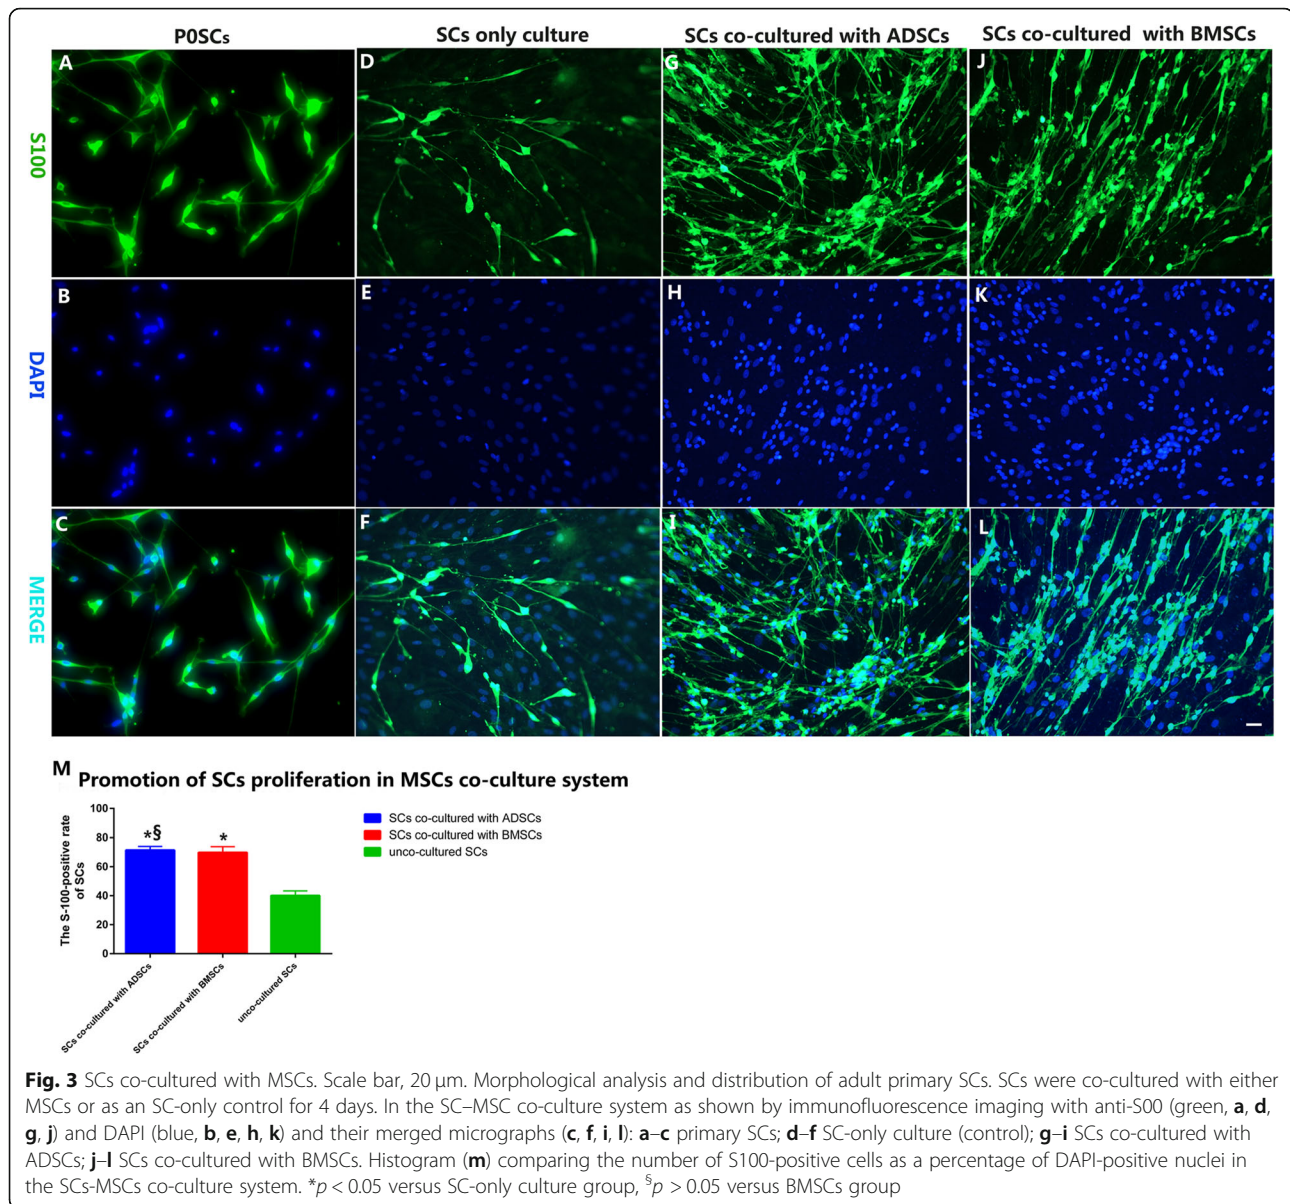 P0SCs
SCs only culture
SCs co-cultured with ADSCs
SCs co-cultured with BMSCs
A
D
G
J
S100
B
E
H
K
DAPI
C
F
I
L
MERGE
M Promotion of SCs proliferation in MSCs co-culture system
The S-100-positive rate
of SCs
100
80
60
40
20
0
*§
*
SCs co-cultured with ADSCs
SCs co-cultured with BMSCs
unco-cultured SCs
SCs co-cultured with ADSCs
SCs co-cultured with BMSCs
unco-cultured SCs
Fig. 3 SCs co-cultured with MSCs. Scale bar, 20 μm. Morphological analysis and distribution of adult primary SCs. SCs were co-cultured with either
MSCs or as an SC-only control for 4 days. In the SC–MSC co-culture system as shown by immunofluorescence imaging with anti-S00 (green, a, d,
g, j) and DAPI (blue, b, e, h, k) and their merged micrographs (c, f, i, l): a–c primary SCs; d–f SC-only culture (control); g–i SCs co-cultured with
ADSCs; j–l SCs co-cultured with BMSCs. Histogram (m) comparing the number of S100-positive cells as a percentage of DAPI-positive nuclei in
the SCs-MSCs co-culture system. *p < 0.05 versus SC-only culture group, §p > 0.05 versus BMSCs group